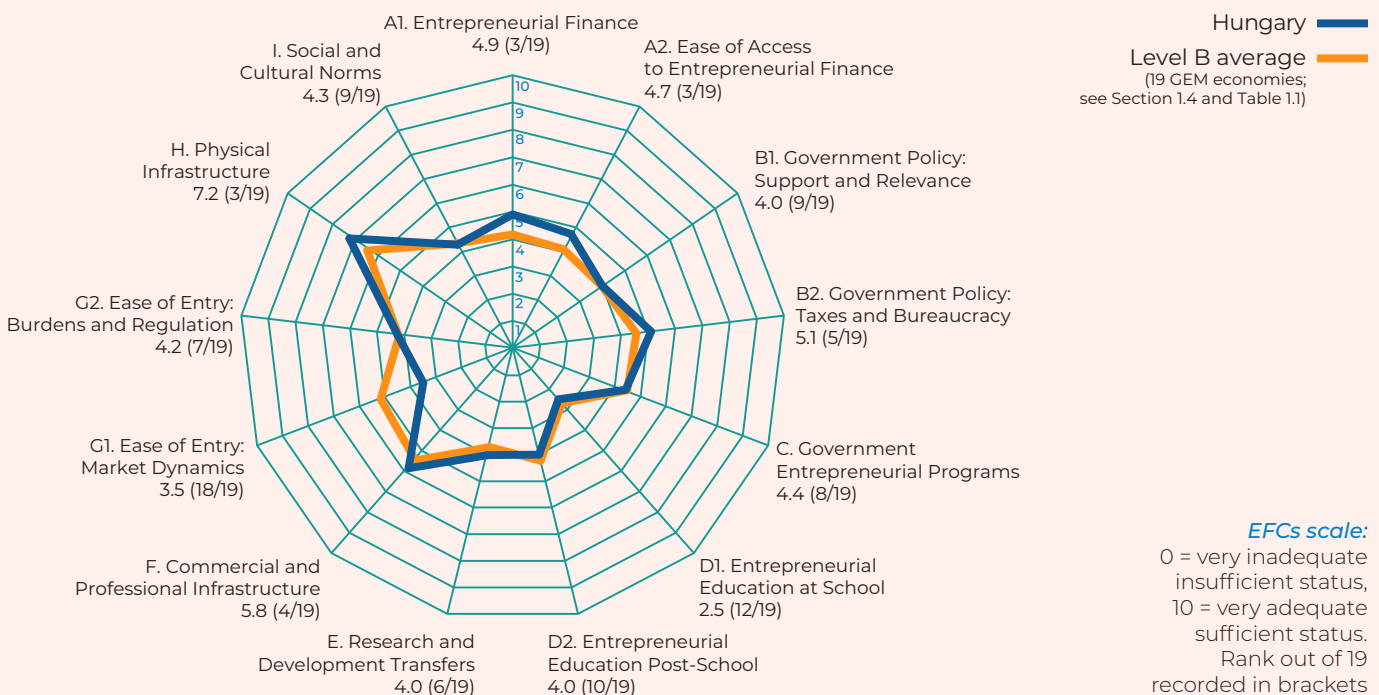 A1. Entrepreneurial Finance
4.9 (3/19)
A2. Ease of Access
to Entrepreneurial Finance
4.7 (3/19)
B1. Government Policy:
Support and Relevance
4.0 (9/19)
B2. Government Policy:
Taxes and Bureaucracy
5.1 (5/19)
C. Government
Entrepreneurial Programs
4.4 (8/19)
D1. Entrepreneurial
Education at School
2.5 (12/19)
D2. Entrepreneurial
Education Post-School
4.0 (10/19)
E. Research and
Development Transfers
4.0 (6/19)
F. Commercial and
Professional Infrastructure
5.8 (4/19)
G1. Ease of Entry:
Market Dynamics
3.5 (18/19)
G2. Ease of Entry:
Burdens and Regulation
4.2 (7/19)
H. Physical
Infrastructure
7.2 (3/19)
I. Social and
Cultural Norms
4.3 (9/19)
10
9
8
7
6
5
4
3
2
1
Hungary
Level B average
(19 GEM economies;
see Section 1.4 and Table 1.1)
EFCs scale:
0 = very inadequate
insufficient status,
10 = very adequate
sufficient status.
Rank out of 19
recorded in brackets